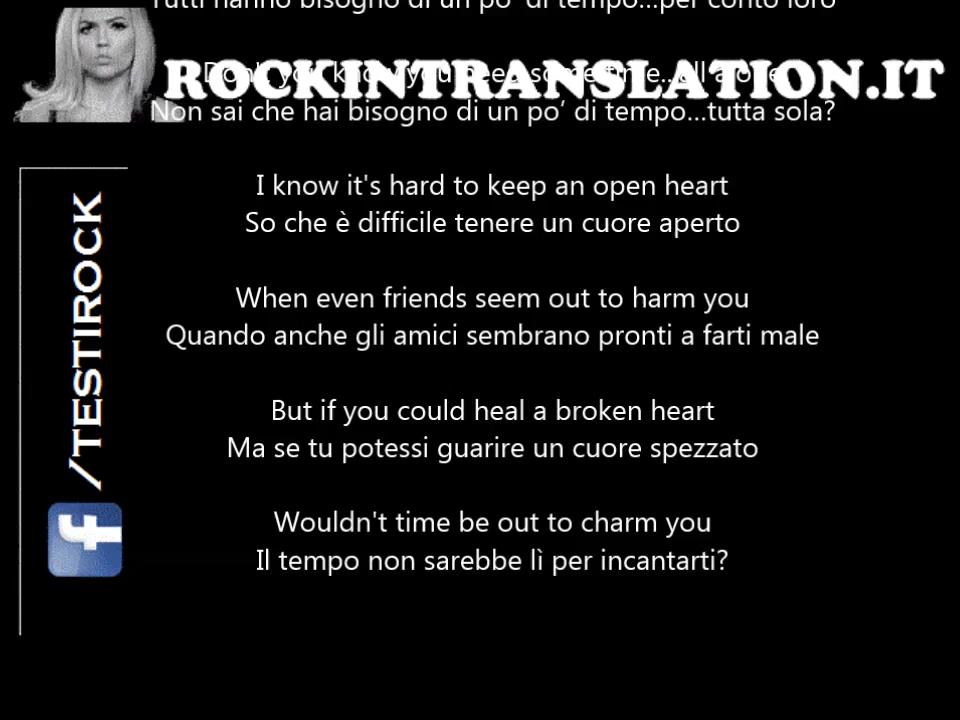 Tutti hanno bisogno di un po' di tempo...per conto loro
Don't you know you need some time...all alone
ROCKINTRANSLATION.IT
Non sai che hai bisogno di un po' di tempo...tutta sola?
I know it's hard to keep an open heart
So che è difficile tenere un cuore aperto
When even friends seem out to harm you
Quando anche gli amici sembrano pronti a farti male
But if you could heal a broken heart
Ma se tu potessi guarire un cuore spezzato
Wouldn't time be out to charm you
Il tempo non sarebbe lì per incantarti?
f/TESTIROCK